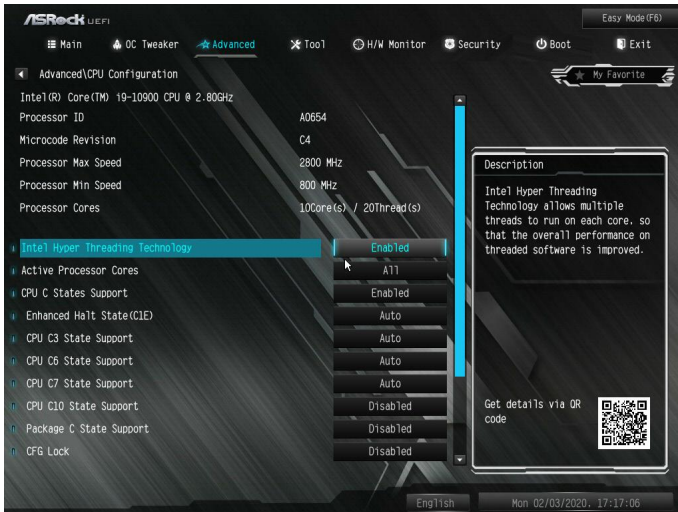 ASRock UEFI
Easy Mode(F6)
Main OC Tweaker Advanced Tool H/W Monitor Security Boot Exit
Advanced\CPU Configuration
My Favorite
Intel(R) Core(TM) i9-10900 CPU @ 2.80GHz
Processor ID A0654
Microcode Revision C4
Processor Max Speed 2800 MHz
Processor Min Speed 800 MHz
Processor Cores 10Core(s) / 20Thread(s)
Intel Hyper Threading Technology Enabled
Active Processor Cores All
CPU C States Support Enabled
Enhanced Halt State(C1E) Auto
CPU C3 State Support Auto
CPU C6 State Support Auto
CPU C7 State Support Auto
CPU C10 State Support Disabled
Package C State Support Disabled
CFG Lock Disabled
Description
Intel Hyper Threading
Technology allows multiple
threads to run on each core, so
that the overall performance on
threaded software is improved.
Get details via QR
code
English
Mon 02/03/2020. 17:17:06